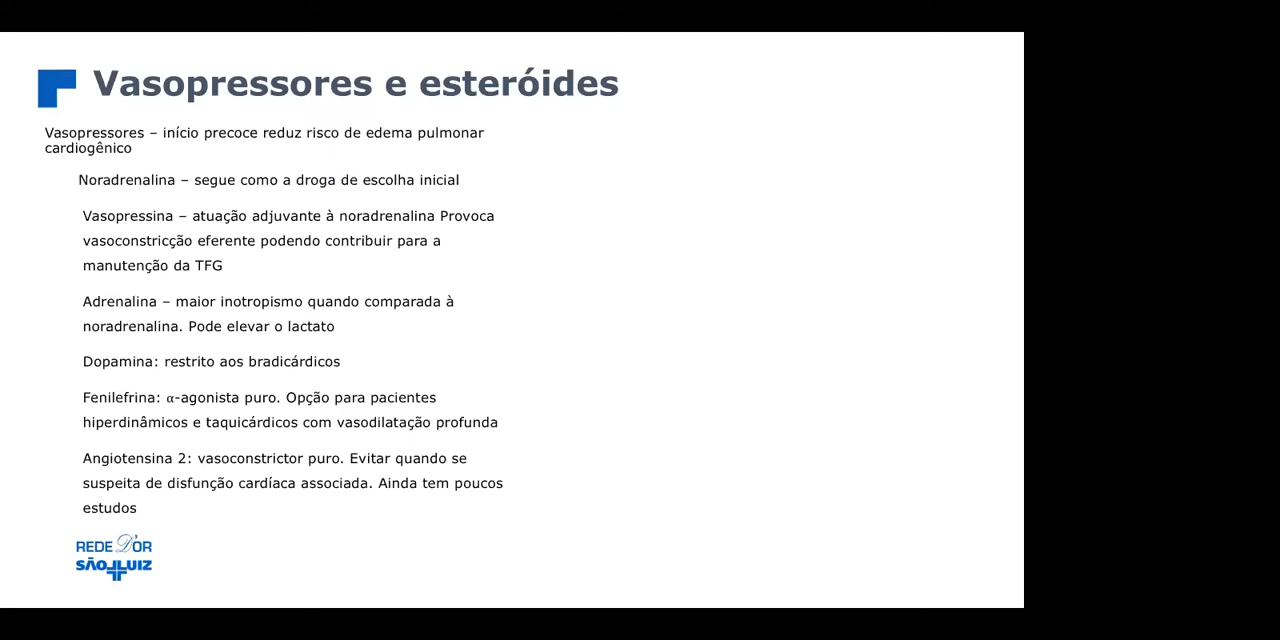 Vasopressores e esteróides
Vasopressores – início precoce reduz risco de edema pulmonar
cardiogênico
Noradrenalina – segue como a droga de escolha inicial
Vasopressina – atuação adjuvante à noradrenalina Provoca
vasoconstricção eferente podendo contribuir para a
manutenção da TFG
Adrenalina – maior inotropismo quando comparada à
noradrenalina. Pode elevar o lactato
Dopamina: restrito aos bradicárdicos
Fenilefrina: α-agonista puro. Opção para pacientes
hiperdinâmicos e taquicárdicos com vasodilatação profunda
Angiotensina 2: vasoconstrictor puro. Evitar quando se
suspeita de disfunção cardíaca associada. Ainda tem poucos
estudos
REDE D'OR
SÃO LUIZ